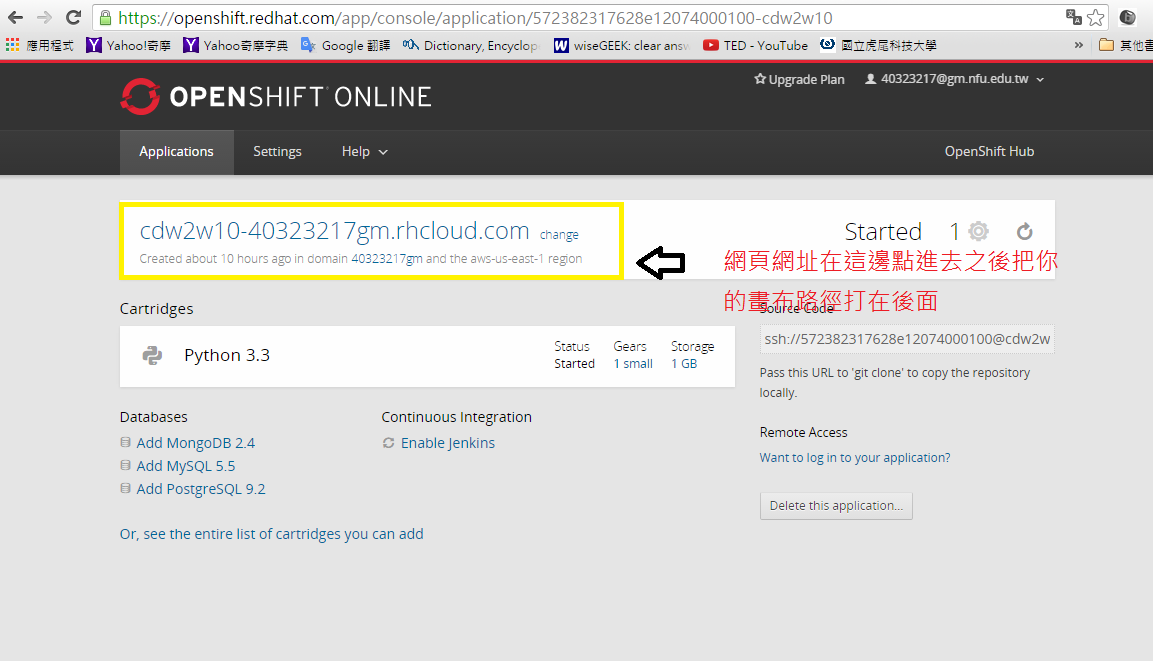 https://openshift.redhat.com/app/console/application/572382317628e12074000100-cdw2w10
應用程式 Yahoo!奇摩 Yahoo奇摩字典 Google 翻譯 Dictionary, Encyclop wiseGEEK: clear answ TED - YouTube 國立虎尾科技大學 » 其他書
OPENSHIFT ONLINE
Upgrade Plan 40323217@gm.nfu.edu.tw
Applications Settings Help OpenShift Hub
cdw2w10-40323217gm.rhcloud.com change
Created about 10 hours ago in domain 40323217gm and the aws-us-east-1 region
Started 1
網頁網址在這邊點進去之後把你
的畫布路徑打在後面
Cartridges
Source Code
Python 3.3
Status Gears Storage
Started 1 small 1 GB
ssh://572382317628e12074000100@cdw2w
Pass this URL to 'git clone' to copy the repository
locally.
Databases
Add MongoDB 2.4
Add MySQL 5.5
Add PostgreSQL 9.2
Continuous Integration
Enable Jenkins
Remote Access
Want to log in to your application?
Delete this application...
Or, see the entire list of cartridges you can add